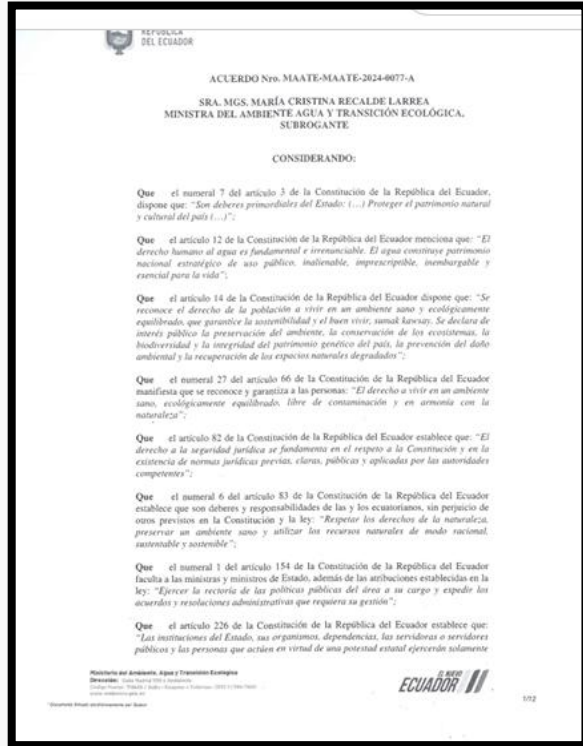 REPÚBLICA
DEL ECUADOR
ACUERDO Nro. MAATE-MAATE-2024-0077-A
SRA. MGS. MARÍA CRISTINA RECALDE LARREA
MINISTRA DEL AMBIENTE AGUA Y TRANSICIÓN ECOLÓGICA,
SUBROGANTE
CONSIDERANDO:
Que el numeral 7 del artículo 3 de la Constitución de la República del Ecuador,
dispone que: "Son deberes primordiales del Estado: (…) Proteger el patrimonio natural
y cultural del país (…)";
Que el artículo 12 de la Constitución de la República del Ecuador menciona que: "El
derecho humano al agua es fundamental e irrenunciable. El agua constituye patrimonio
nacional estratégico de uso público, inalienable, imprescriptible, inembargable y
esencial para la vida";
Que el artículo 14 de la Constitución de la República del Ecuador dispone que: "Se
reconoce el derecho de la población a vivir en un ambiente sano y ecológicamente
equilibrado, que garantice la sostenibilidad y el buen vivir, sumak kawsay. Se declara de
interés público la preservación del ambiente, la conservación de los ecosistemas, la
biodiversidad y la integridad del patrimonio genético del país, la prevención del daño
ambiental y la recuperación de los espacios naturales degradados";
Que el numeral 27 del artículo 66 de la Constitución de la República del Ecuador
manifiesta que se reconoce y garantiza a las personas: "El derecho a vivir en un ambiente
sano, ecológicamente equilibrado, libre de contaminación y en armonía con la
naturaleza";
Que el artículo 82 de la Constitución de la República del Ecuador establece que: "El
derecho a la seguridad jurídica se fundamenta en el respeto a la Constitución y en la
existencia de normas jurídicas previas, claras, públicas y aplicadas por las autoridades
competentes";
Que el numeral 6 del artículo 83 de la Constitución de la República del Ecuador
establece que son deberes y responsabilidades de las y los ecuatorianos, sin perjuicio de
otros previstos en la Constitución y la ley: "Respetar los derechos de la naturaleza,
preservar un ambiente sano y utilizar los recursos naturales de modo racional,
sustentable y sostenible";
Que el numeral 1 del artículo 154 de la Constitución de la República del Ecuador
faculta a las ministras y ministros de Estado, además de las atribuciones establecidas en la
ley: "Ejercer la rectoría de las políticas públicas del área a su cargo y expedir los
acuerdos y resoluciones administrativas que requiera su gestión";
Que el artículo 226 de la Constitución de la República del Ecuador establece que:
"Las instituciones del Estado, sus organismos, dependencias, las servidoras o servidores
públicos y las personas que actúen en virtud de una potestad estatal ejercerán solamente
Ministerio del Ambiente, Agua y Transición Ecológica
Dirección:
EL NUEVO
ECUADOR
1/12